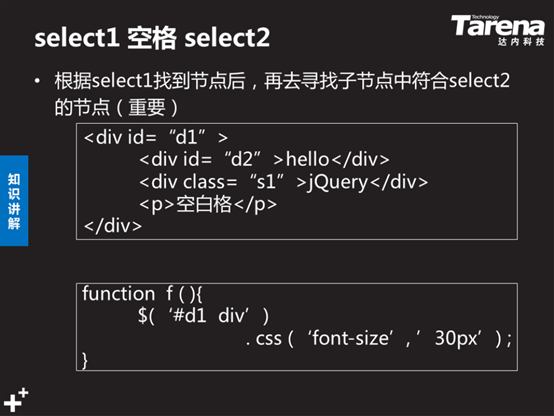 select1 空格 select2
Technology
Tarena
达内科技
• 根据select1找到节点后，再去寻找子节点中符合select2
的节点（重要）
<div id=“d1”>
<div id=“d2”>hello</div>
<div class=“s1”>jQuery</div>
<p>空白格</p>
</div>
知识讲解
function f ( ){
$(‘#d1 div’)
. css (‘font-size’,’30px’) ;
}